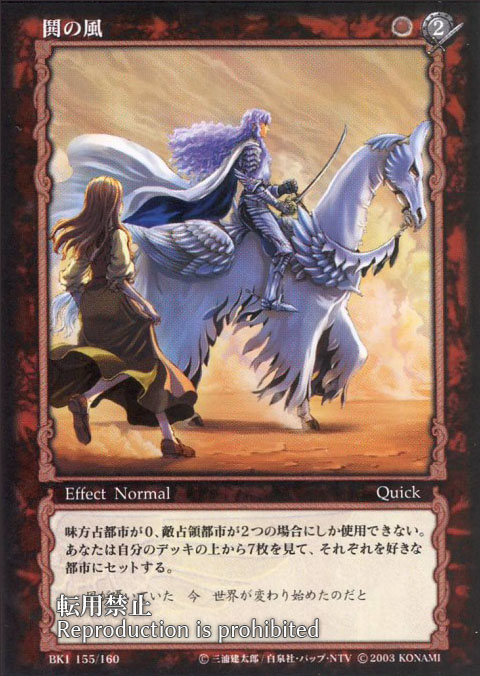 閧の風
2
Effect Normal
Quick
味方占都市が0、敵占領都市が2つの場合にしか使用できない。
あなたは自分のデッキの上から7枚を見て、それぞれを好きな
都市にセットする。
いた 今 世界が変わり始めたのだと
転用禁止
Reproduction is prohibited
BK1 155/160
© 三浦建太郎/白泉社・バップ・NTV © 2003 KONAMI